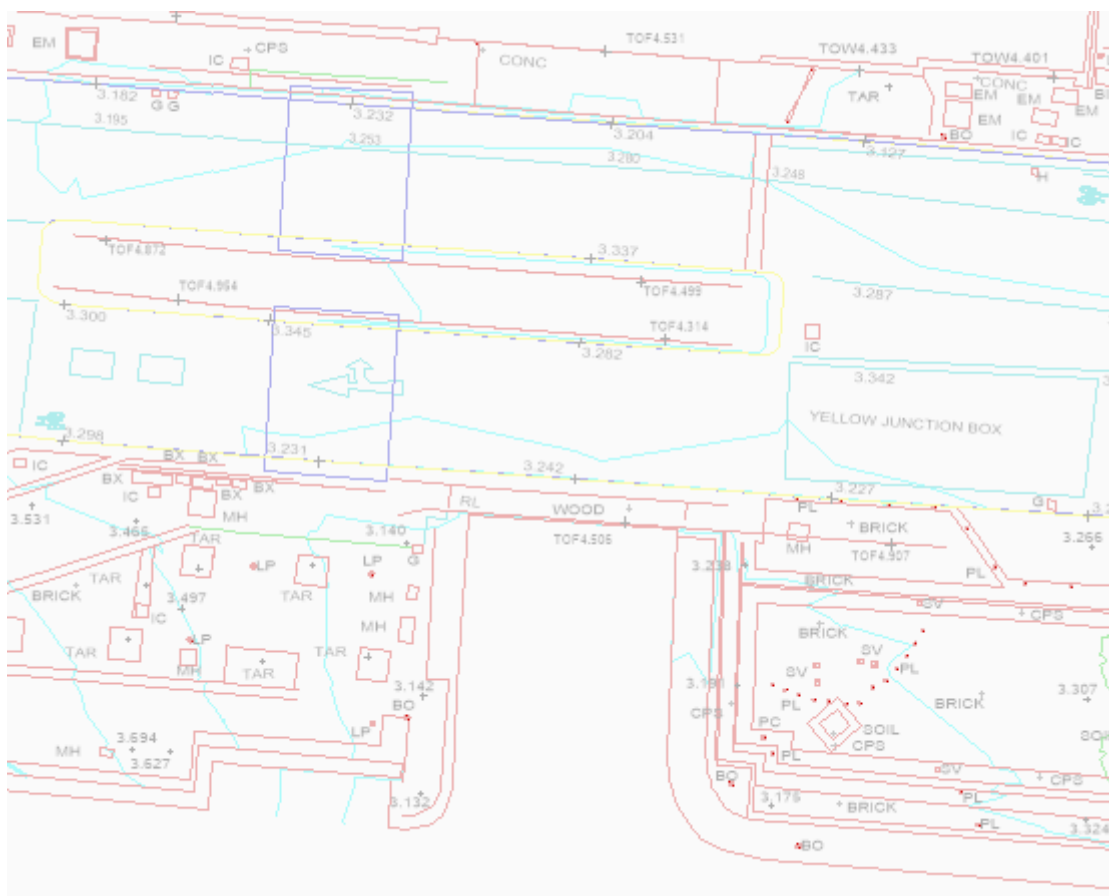 TOF4.531
EM
CPS
IC
CONC
TOW4.433
TOW4.401
CONC
3.182
G G
3.232
TAR
EM
EM
EM
3.195
3.253
3.204
3.127
BO
IC
IC
3.280
3.248
H
TOF4.872
3.337
TOF4.499
3.287
TOF4.964
3.300
3.345
TOF4.314
3.282
IC
3.342
YELLOW JUNCTION BOX
3.298
3.231
3.242
3.227
IC
BX
BX
BX
BX
BX
IC
MH
RL
WOOD
PL
G
3.531
3.466
3.140
BRICK
TAR
TOF4.506
MH
TOF4.907
3.266
G
LP
LP
3.238
PL
TAR
BRICK
TAR
MH
BRICK
3.497
IC
SV
CPS
MH
BRICK
LP
TAR
MH
TAR
TAR
SV
SV
PL
3.142
3.191
BRICK
3.307
BO
CPS
PL
LP
PC
SOIL
CPS
3.694
MH
3.627
PL
SV
CPS
BO
3.132
3.176
BRICK
PL
PL
3.324
BO